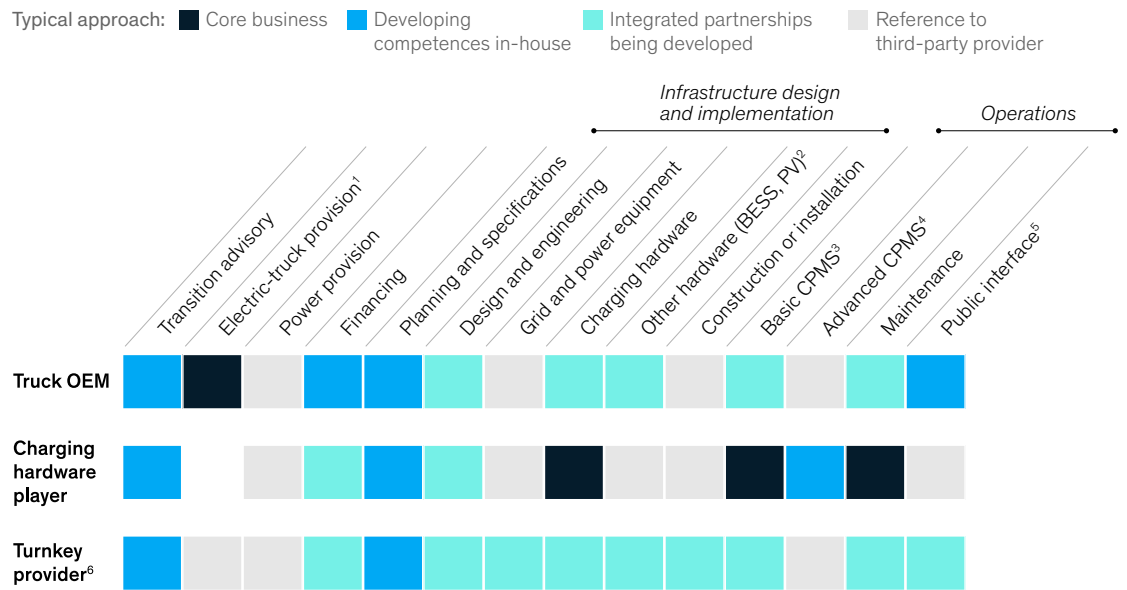 Typical approach: Core business
Developing
competences in-house
Integrated partnerships
being developed
Reference to
third-party provider
Infrastructure design
and implementation
Operations
Transition advisory
Electric-truck provision¹
Power provision
Financing
Planning and specifications
Design and engineering
Grid and power equipment
Charging hardware
Other hardware (BESS, PV)²
Construction or installation
Basic CPMS³
Advanced CPMS⁴
Maintenance
Public interface⁵
Truck OEM
Charging
hardware
player
Turnkey
provider⁶